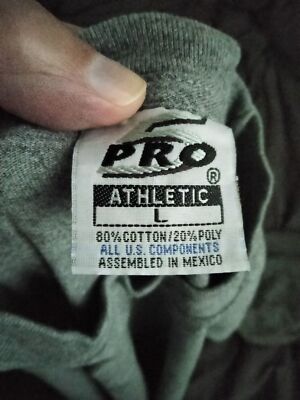 PRO
®
ATHLETIC
L
80% COTTON/20% POLY
ALL U.S. COMPONENTS
ASSEMBLED IN MEXICO